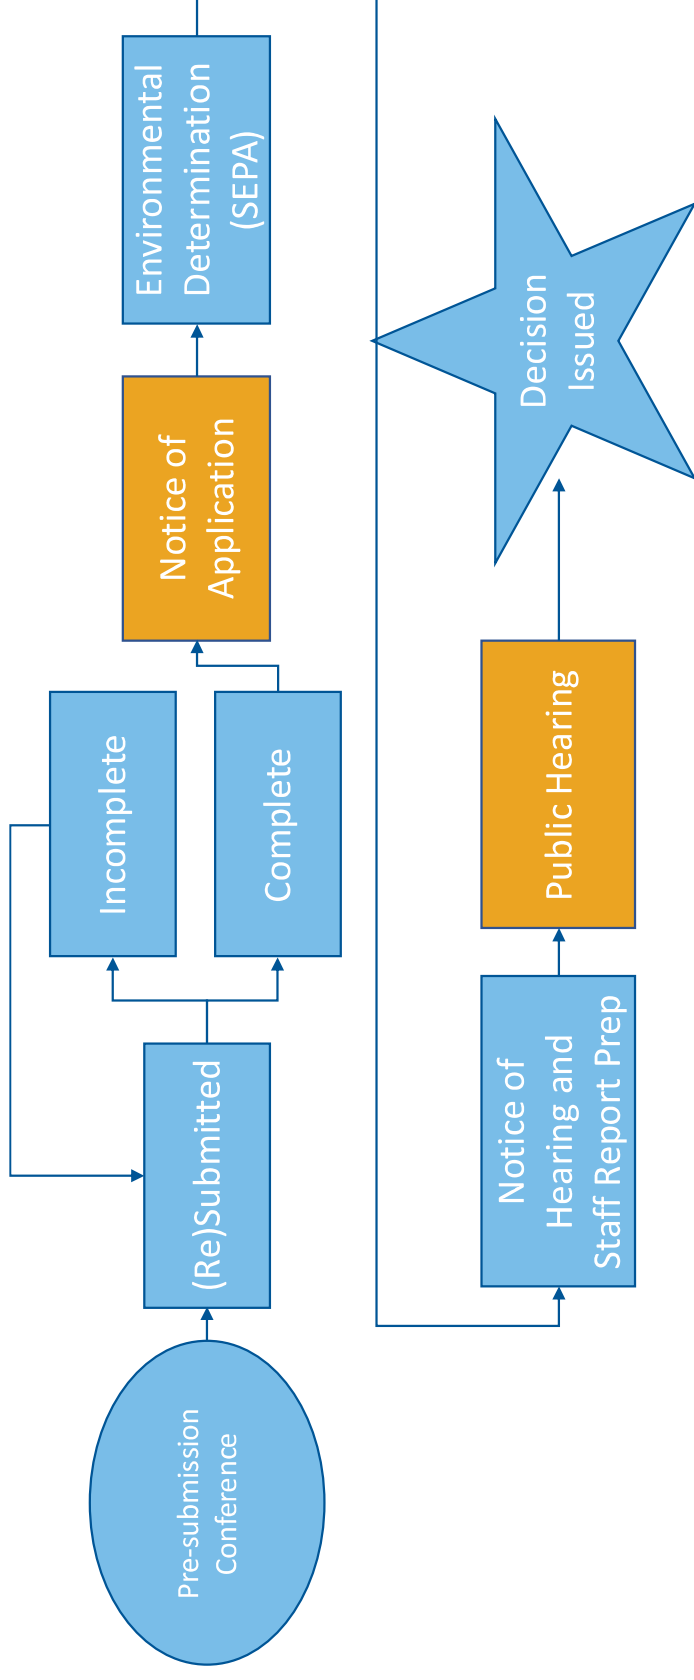 Pre-submission
Conference
(Re)Submitted
Incomplete
Complete
Notice of
Application
Environmental
Determination
(SEPA)
Notice of
Hearing and
Staff Report Prep
Public Hearing
Decision
Issued